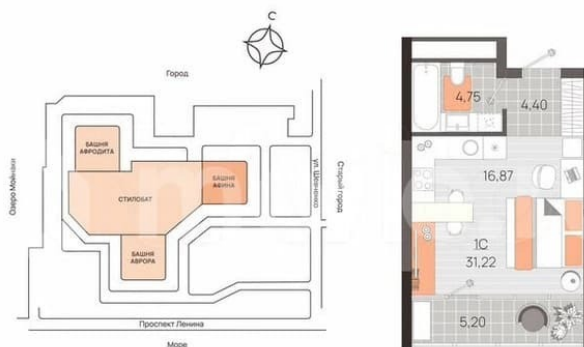 С
Город
БАШНЯ
АФРОДИТА
БАШНЯ
АФИНА
СТИЛОБАТ
БАШНЯ
АВРОРА
Озеро Мойнаки
ул. Шевченко
Старый город
Проспект Ленина
Море
4,75
4,40
16,87
1С
31,22
5,20